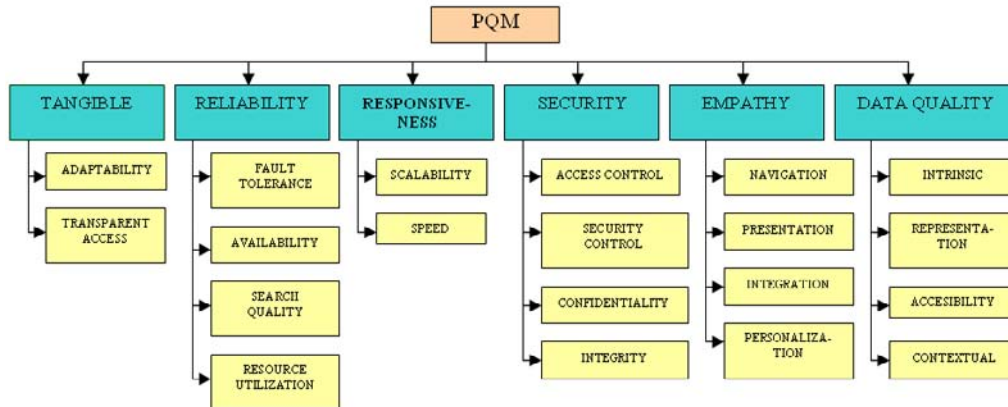 PQM
TANGIBLE
ADAPTABILITY
TRANSPARENT
ACCESS
RELIABILITY
FAULT
TOLERANCE
AVAILABILITY
SEARCH
QUALITY
RESOURCE
UTILIZATION
RESPONSIVE-
NESS
SCALABILITY
SPEED
SECURITY
ACCESS CONTROL
SECURITY
CONTROL
CONFIDENTIALITY
INTEGRITY
EMPATHY
NAVIGATION
PRESENTATION
INTEGRATION
PERSONALIZA-
TION
DATA QUALITY
INTRINSIC
REPRESENTA-
TION
ACCESIBILITY
CONTEXTUAL